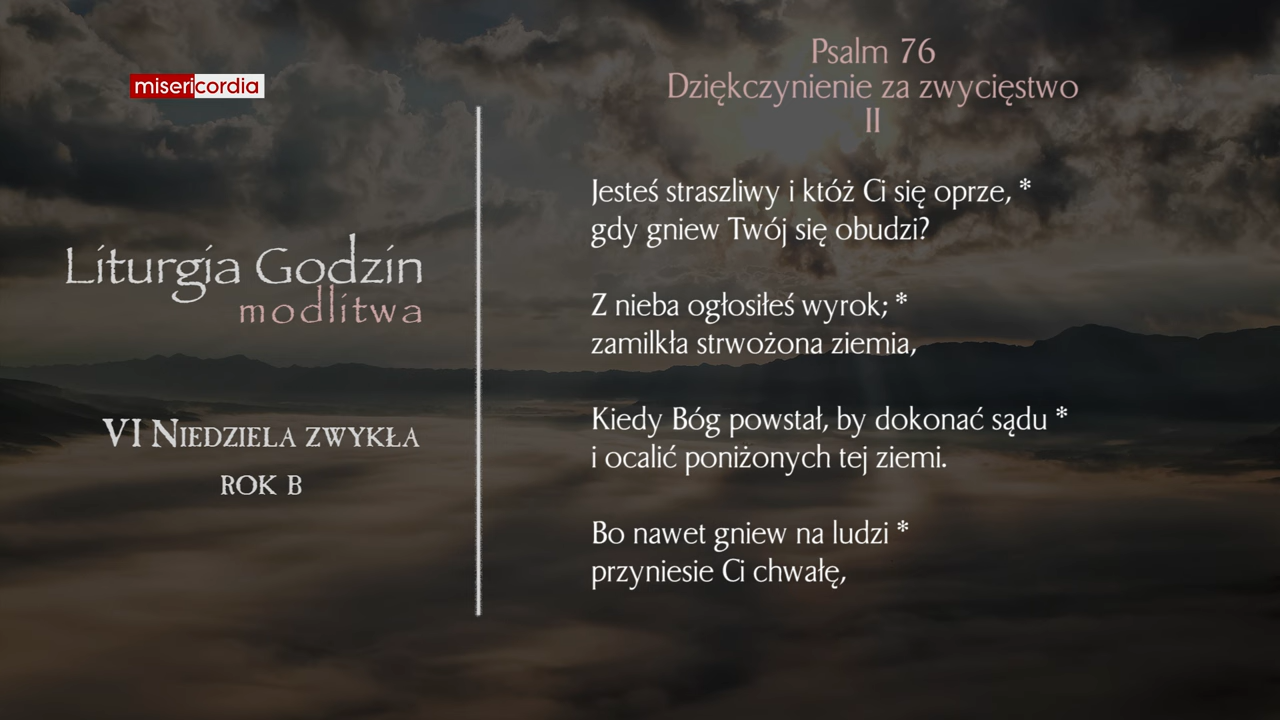 misericordia
Liturgia Godzin
modlitwa
VI Niedziela zwykła
rok B
Psalm 76
Dziękczynienie za zwycięstwo
II
Jesteś straszliwy i któż Ci się oprze, *
gdy gniew Twój się obudzi?
Z nieba ogłosiłeś wyrok; *
zamilkła strwożona ziemia,
Kiedy Bóg powstał, by dokonać sądu *
i ocalić poniżonych tej ziemi.
Bo nawet gniew na ludzi *
przyniesie Ci chwałę,